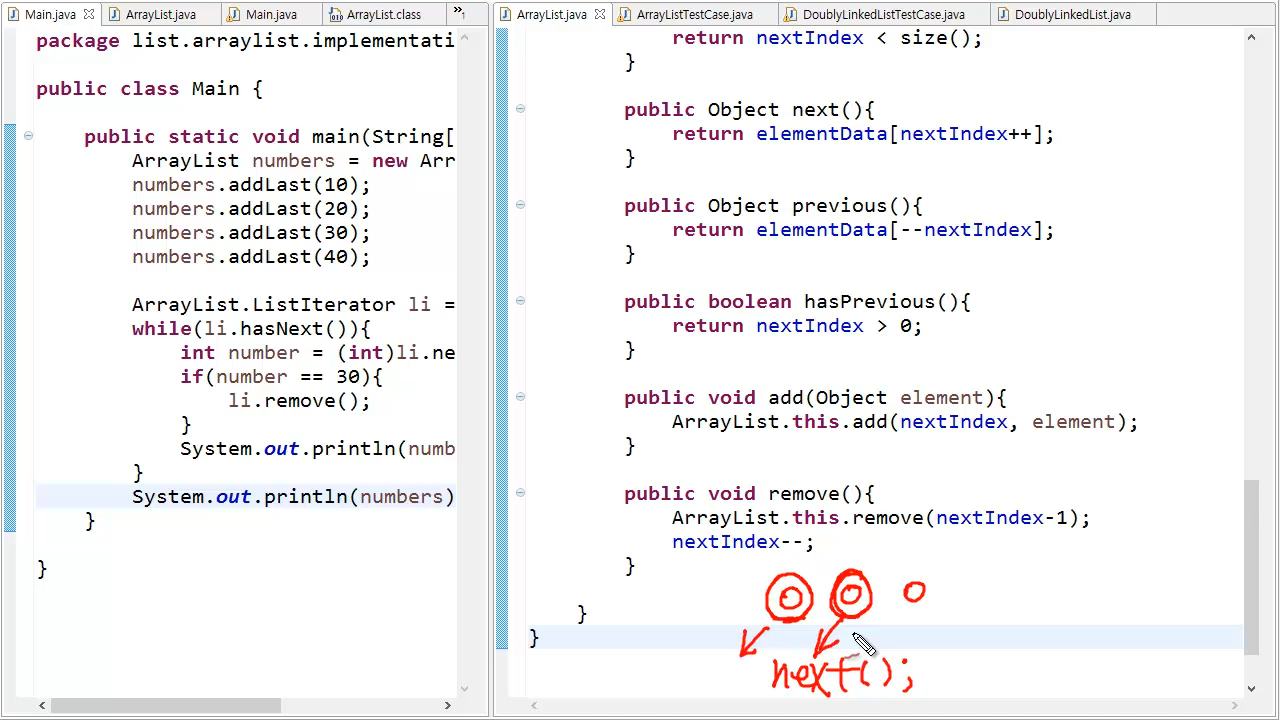 Main.java ArrayList.java Main.java ArrayList.class »1
package list.arraylist.implementati
public class Main {
public static void main(String[
ArrayList numbers = new Arr
numbers.addLast(10);
numbers.addLast(20);
numbers.addLast(30);
numbers.addLast(40);
ArrayList.ListIterator li =
while(li.hasNext()){
int number = (int)li.ne
if(number == 30){
li.remove();
}
System.out.println(numb
}
System.out.println(numbers)
}
}
ArrayList.java ArrayListTestCase.java DoublyLinkedListTestCase.java DoublyLinkedList.java
return nextIndex < size();
}
public Object next(){
return elementData[nextIndex++];
}
public Object previous(){
return elementData[--nextIndex];
}
public boolean hasPrevious(){
return nextIndex > 0;
}
public void add(Object element){
ArrayList.this.add(nextIndex, element);
}
public void remove(){
ArrayList.this.remove(nextIndex-1);
nextIndex--;
}
}
}
next();